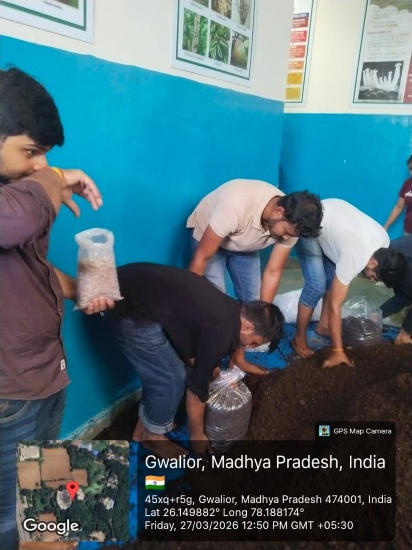 GPS Map Camera
Gwalior, Madhya Pradesh, India
45xq+r5g, Gwalior, Madhya Pradesh 474001, India
Lat 26.149882° Long 78.188174°
Friday, 27/03/2026 12:50 PM GMT +05:30
Google